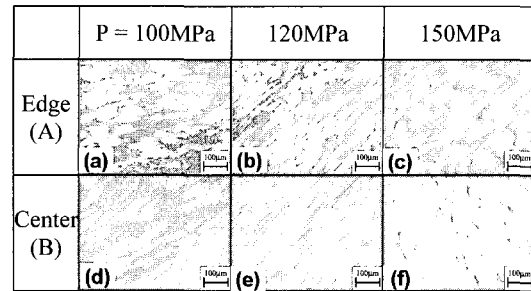 P = 100MPa 120MPa 150MPa
Edge
(A)
(a) 100μm (b) 100μm (c) 100μm
Center
(B)
(d) 100μm (e) 100μm (f) 100μm